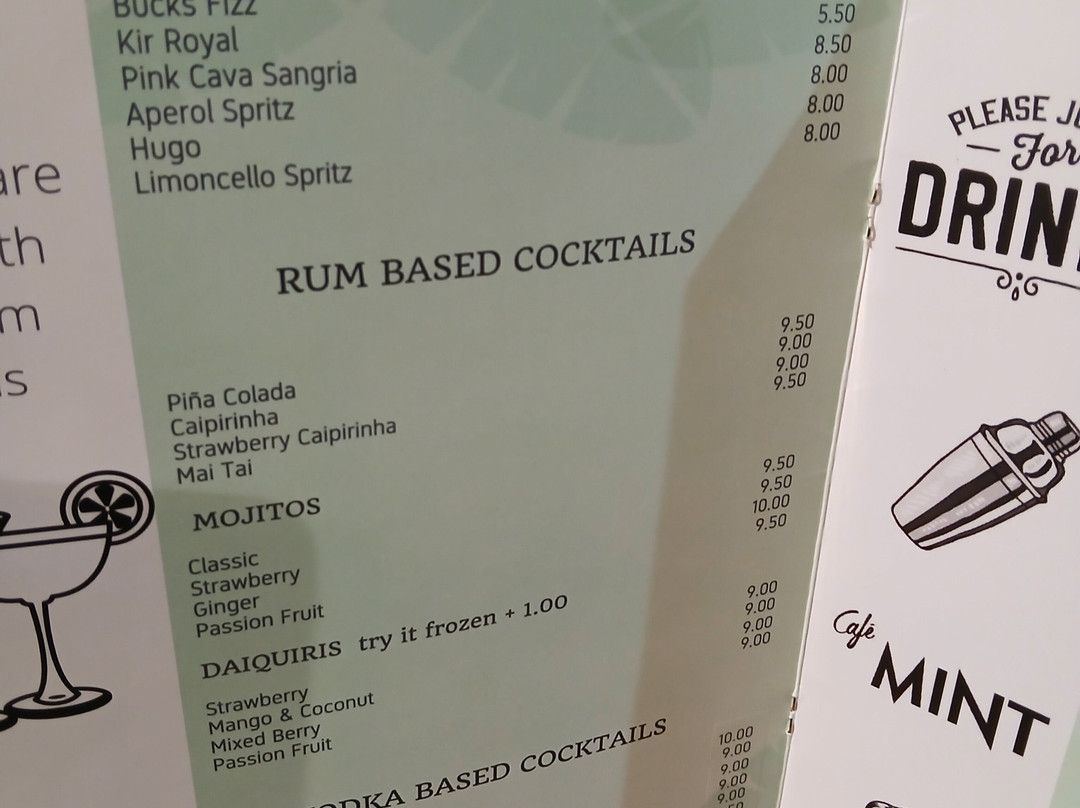 BUCKS FIZZ
Kir Royal
Pink Cava Sangria
Aperol Spritz
Hugo
Limoncello Spritz
5.50
8.50
8.00
8.00
8.00
RUM BASED COCKTAILS
Piña Colada
Caipirinha
Strawberry Caipirinha
Mai Tai
9.50
9.00
9.00
9.50
MOJITOS
Classic
Strawberry
Ginger
Passion Fruit
9.50
9.50
10.00
9.50
DAIQUIRIS try it frozen + 1.00
Strawberry
Mango & Coconut
Mixed Berry
Passion Fruit
9.00
9.00
9.00
9.00
BASED COCKTAILS
10.00
9.00
9.00
9.00
9.00
are
th
m
PLEASE
For
DRIN
Café
MINT